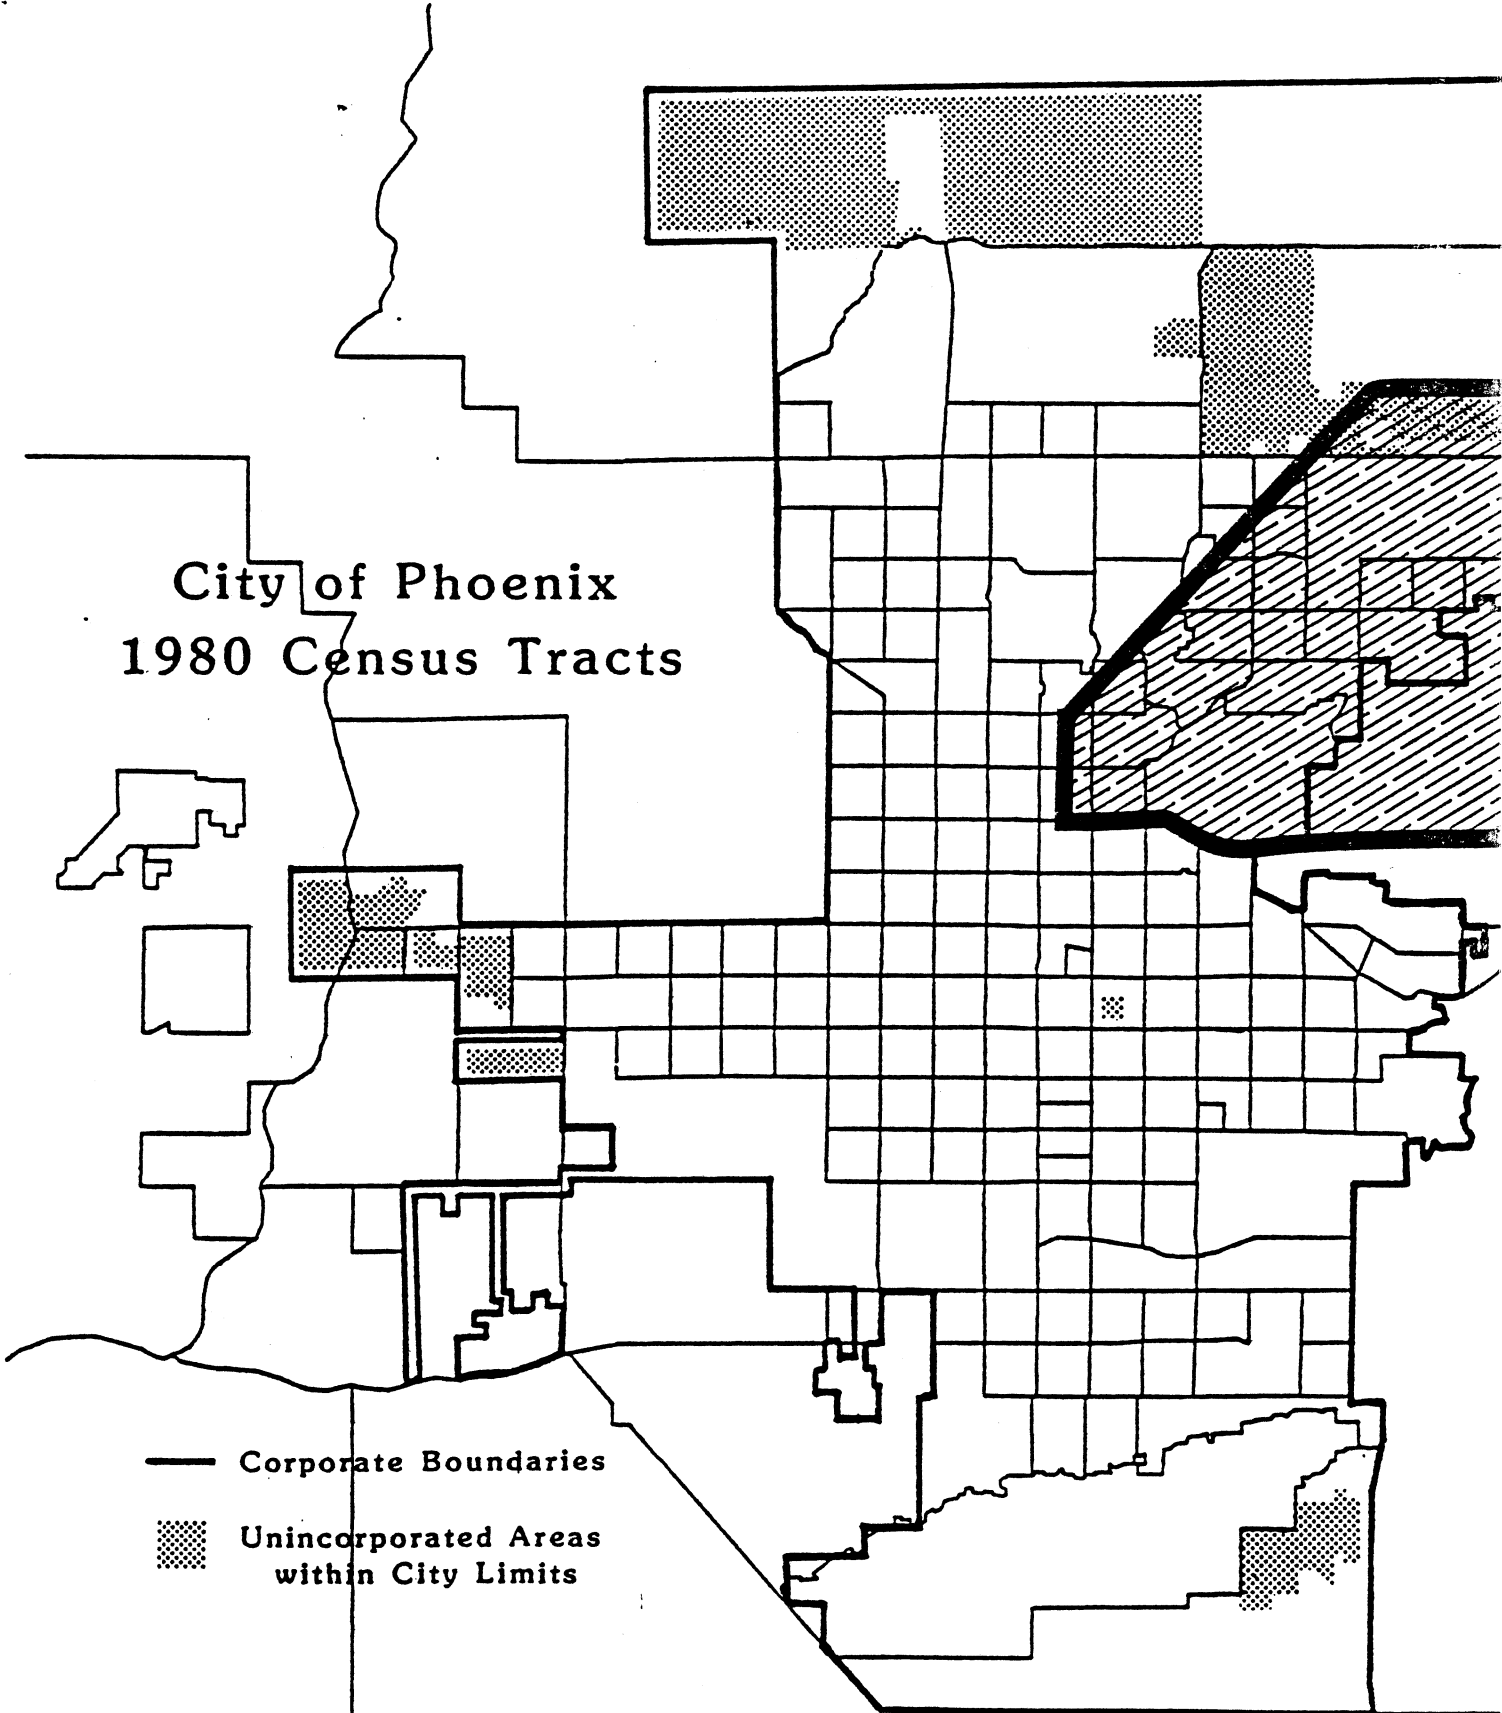 City of Phoenix
1980 Census Tracts
Corporate Boundaries
Unincorporated Areas
within City Limits